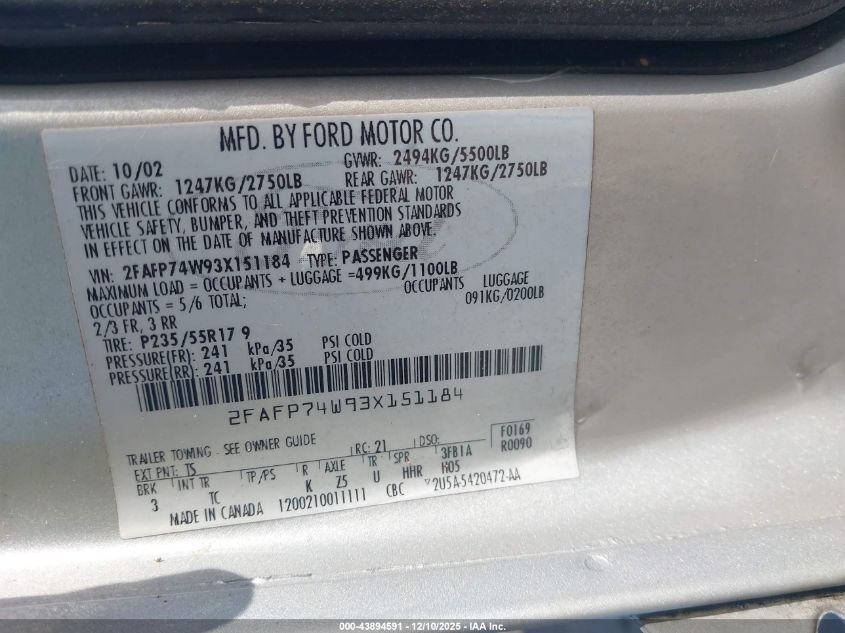 MFD. BY FORD MOTOR CO.
DATE: 10/02 GVWR: 2494KG/5500LB
FRONT GAWR: 1247KG/2750LB REAR GAWR: 1247KG/2750LB
THIS VEHICLE CONFORMS TO ALL APPLICABLE FEDERAL MOTOR
VEHICLE SAFETY, BUMPER, AND THEFT PREVENTION STANDARDS
IN EFFECT ON THE DATE OF MANUFACTURE SHOWN ABOVE.
VIN: 2FAFP74W93X151184 TYPE: PASSENGER
MAXIMUM LOAD = OCCUPANTS + LUGGAGE =499KG/1100LB
OCCUPANTS = 5/6 TOTAL; OCCUPANTS LUGGAGE
2/3 FR, 3 RR 091KG/0200LB
TIRE: P235/55R17 9
PRESSURE(FR): 241 kPa/35 PSI COLD
PRESSURE(RR): 241 kPa/35 PSI COLD
2FAFP74W93X151184
TRAILER TOWING - SEE OWNER GUIDE
EXT PNT: TS RC: 21 DSO: F0169
R0090
BRK INT TR TP/PS R AXLE TR SPR 3FB1A
3 TC K Z5 U HHR K05
MADE IN CANADA 1200210011111 CBC 2U5A-5420472-AA
000-43894591 - 12/10/2025 - IAA Inc.